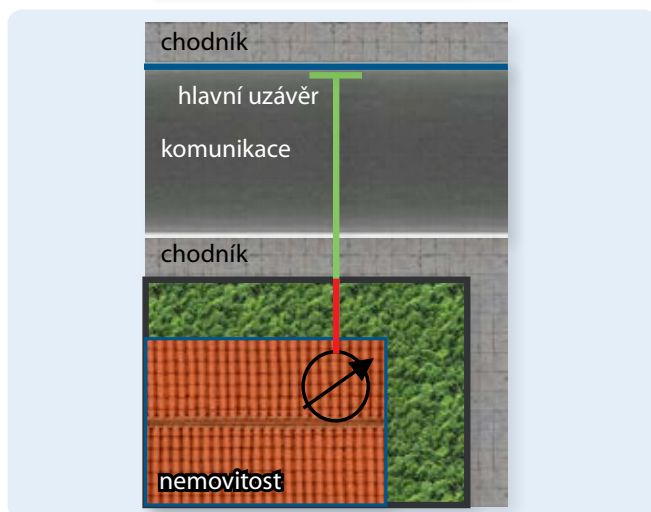 chodník
hlavní uzávěr
komunikace
chodník
nemovitost